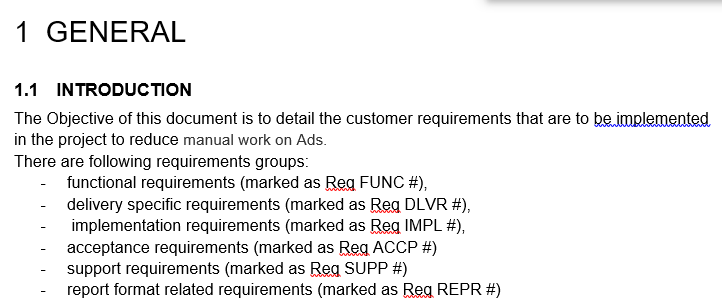 1 GENERAL
1.1 INTRODUCTION
The Objective of this document is to detail the customer requirements that are to be implemented
in the project to reduce manual work on Ads.
There are following requirements groups:
- functional requirements (marked as Req FUNC #),
- delivery specific requirements (marked as Req DLVR #),
- implementation requirements (marked as Req IMPL #),
- acceptance requirements (marked as Req ACCP #)
- support requirements (marked as Req SUPP #)
- report format related requirements (marked as Req REPR #)